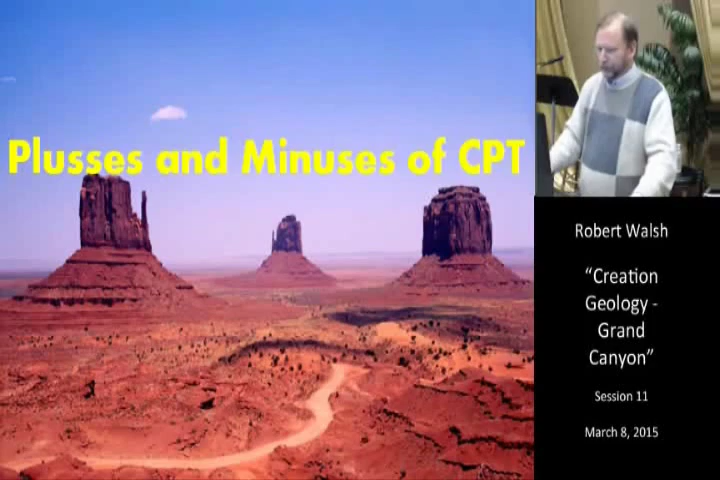 Plusses and Minuses of CPT
Robert Walsh
“Creation
Geology -
Grand
Canyon”
Session 11
March 8, 2015